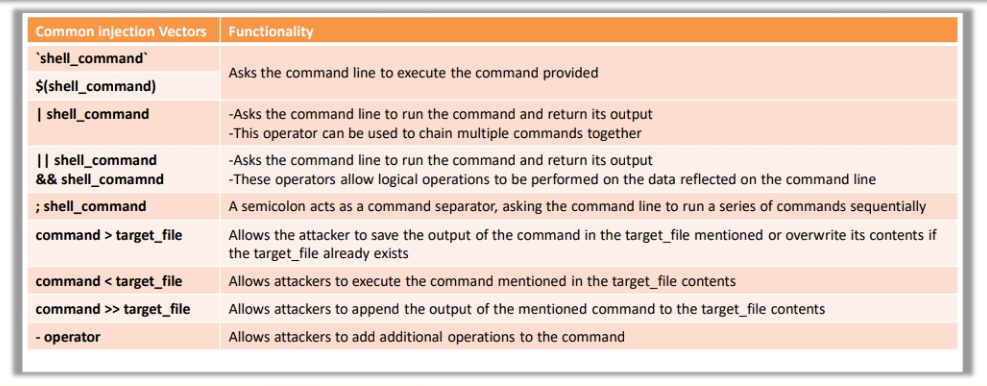 Common injection Vectors Functionality
`shell_command`
Asks the command line to execute the command provided
$(shell_command)
| shell_command -Asks the command line to run the command and return its output
-This operator can be used to chain multiple commands together
|| shell_command -Asks the command line to run the command and return its output
&& shell_comamnd -These operators allow logical operations to be performed on the data reflected on the command line
; shell_command A semicolon acts as a command separator, asking the command line to run a series of commands sequentially
command > target_file Allows the attacker to save the output of the command in the target_file mentioned or overwrite its contents if
the target_file already exists
command < target_file Allows attackers to execute the command mentioned in the target_file contents
command >> target_file Allows attackers to append the output of the mentioned command to the target_file contents
- operator Allows attackers to add additional operations to the command